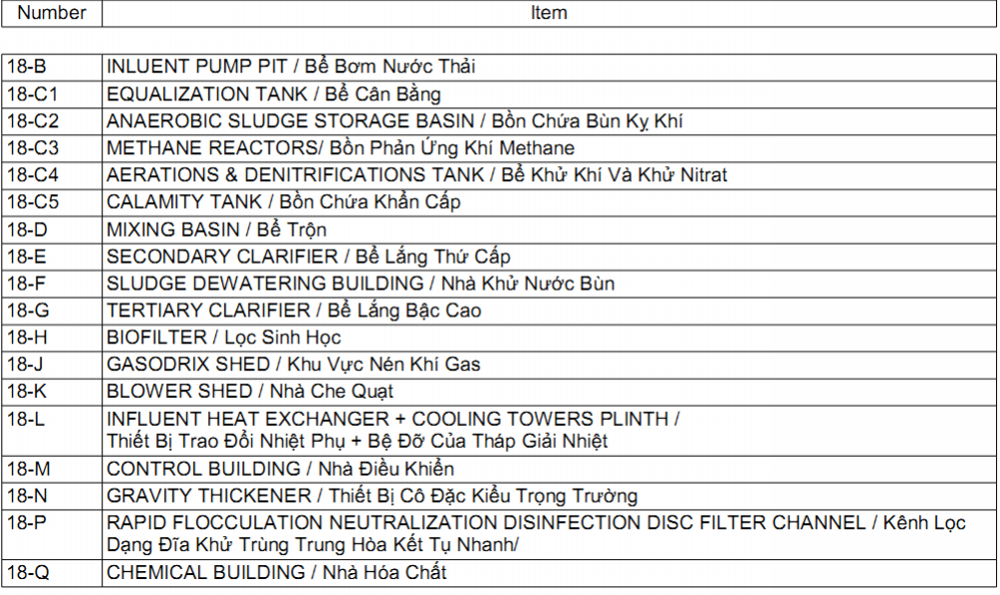 Number Item
18-B INLUENT PUMP PIT / Bể Bơm Nước Thải
18-C1 EQUALIZATION TANK / Bể Cân Bằng
18-C2 ANAEROBIC SLUDGE STORAGE BASIN / Bồn Chứa Bùn Kỵ Khí
18-C3 METHANE REACTORS/ Bồn Phản Ứng Khí Methane
18-C4 AERATIONS & DENITRIFICATIONS TANK / Bể Khử Khí Và Khử Nitrat
18-C5 CALAMITY TANK / Bồn Chứa Khẩn Cấp
18-D MIXING BASIN / Bể Trộn
18-E SECONDARY CLARIFIER / Bể Lắng Thứ Cấp
18-F SLUDGE DEWATERING BUILDING / Nhà Khử Nước Bùn
18-G TERTIARY CLARIFIER / Bể Lắng Bậc Cao
18-H BIOFILTER / Lọc Sinh Học
18-J GASODRIX SHED / Khu Vực Nén Khí Gas
18-K BLOWER SHED / Nhà Che Quạt
18-L INFLUENT HEAT EXCHANGER + COOLING TOWERS PLINTH /
Thiết Bị Trao Đổi Nhiệt Phụ + Bệ Đỡ Của Tháp Giải Nhiệt
18-M CONTROL BUILDING / Nhà Điều Khiển
18-N GRAVITY THICKENER / Thiết Bị Cô Đặc Kiểu Trọng Trường
18-P RAPID FLOCCULATION NEUTRALIZATION DISINFECTION DISC FILTER CHANNEL / Kênh Lọc
Dạng Đĩa Khử Trùng Trung Hòa Kết Tụ Nhanh/
18-Q CHEMICAL BUILDING / Nhà Hóa Chất